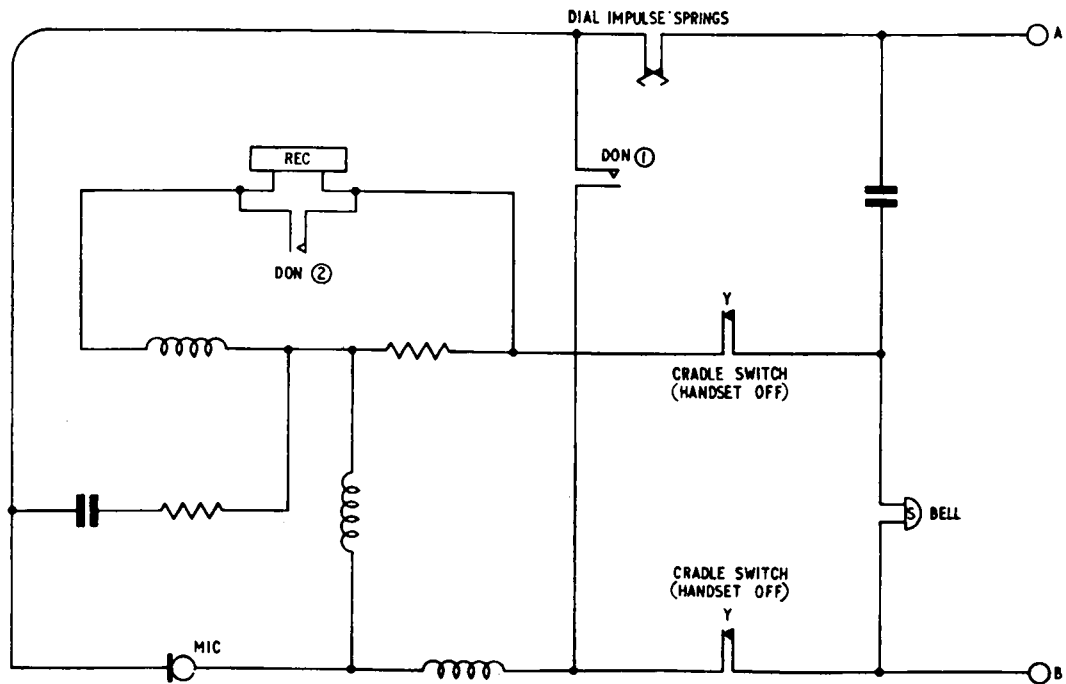 DIAL IMPULSE SPRINGS
A
REC
DON ①
DON ②
Y
CRADLE SWITCH
(HANDSET OFF)
S BELL
CRADLE SWITCH
(HANDSET OFF)
Y
MIC
B